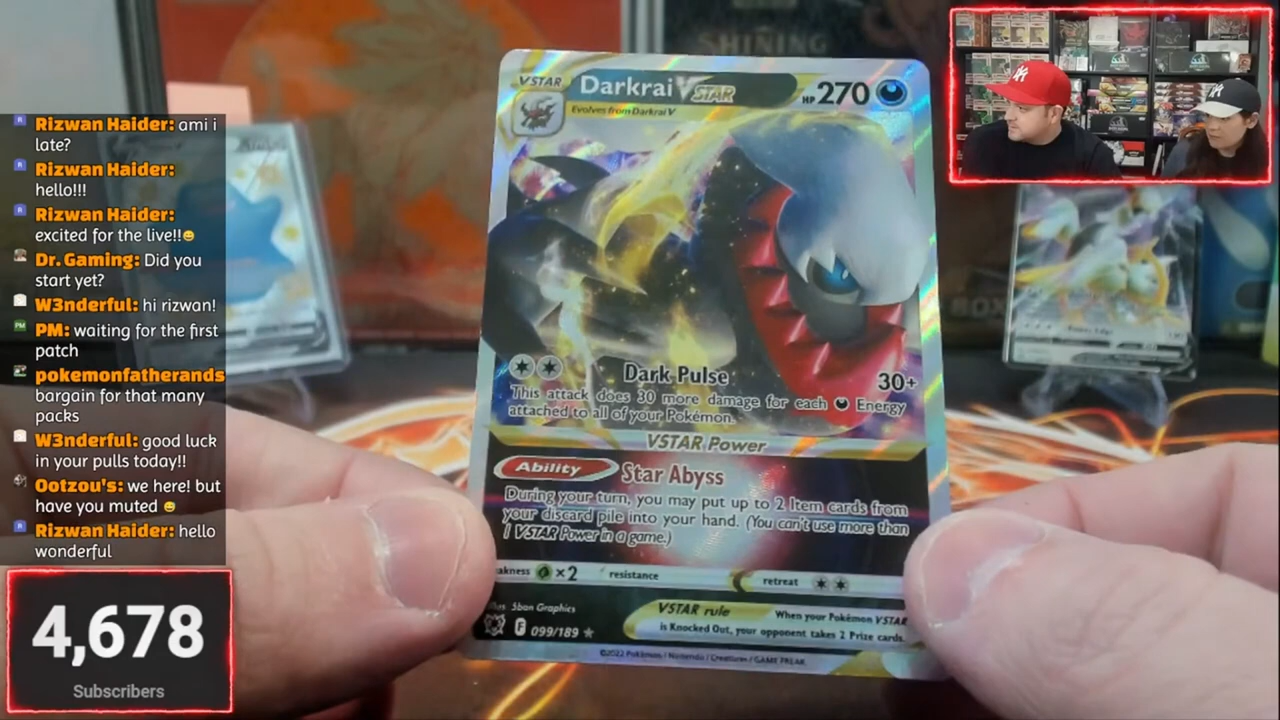 SHINING
Rizwan Haider: ami i
late?
Rizwan Haider:
hello!!!
Rizwan Haider:
excited for the live!!😄
Dr. Gaming: Did you
start yet?
W3nderful: hi rizwan!
PM: waiting for the first
patch
pokemonfatherands
bargain for that many
packs
W3nderful: good luck
in your pulls today!!
Ootzou's: we here! but
have you muted 😅
Rizwan Haider: hello
wonderful
4,678
Subscribers
VSTAR Darkrai VSTAR HP 270
Evolves from Darkrai V
Dark Pulse 30+
This attack does 30 more damage for each Energy
attached to all of your Pokémon.
VSTAR Power
Ability Star Abyss
During your turn, you may put up to 2 Item cards from
your discard pile into your hand. (You can't use more than
1 VSTAR Power in a game.)
akness ×2 resistance retreat
5ban Graphics
VSTAR rule When your Pokémon VSTAR
is Knocked Out, your opponent takes 2 Prize cards.
F 099/189 ★
©2022 Pokémon / Nintendo / Creatures / GAME FREAK
BOX